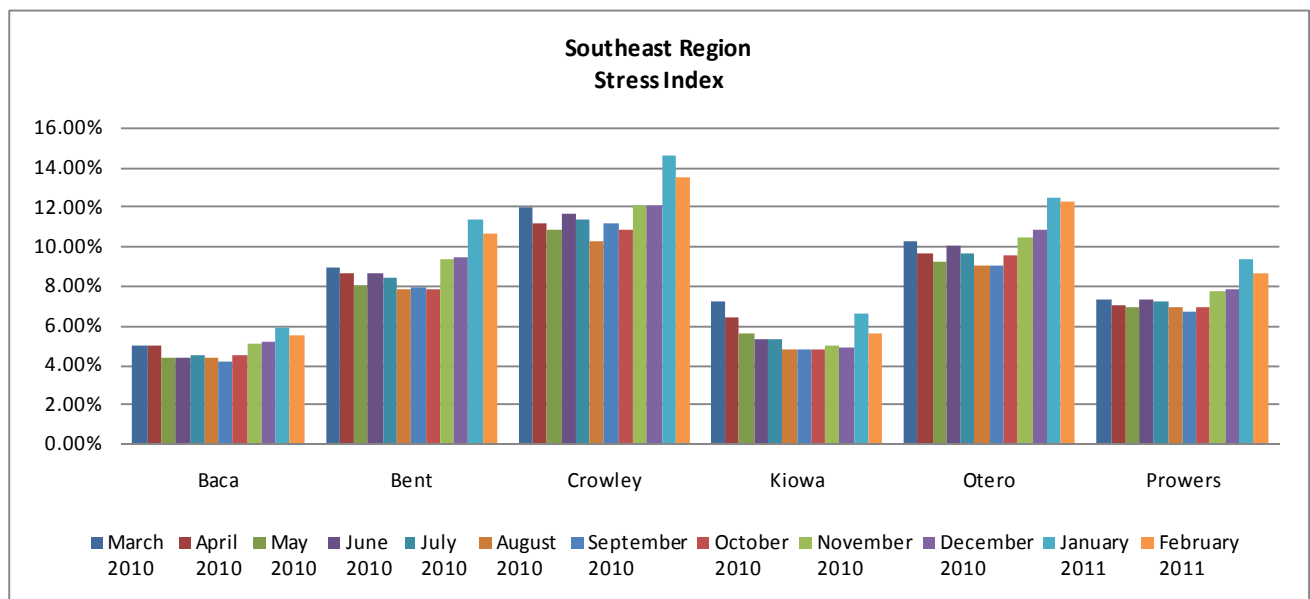 Southeast Region
Stress Index
16.00%
14.00%
12.00%
10.00%
8.00%
6.00%
4.00%
2.00%
0.00%
Baca Bent Crowley Kiowa Otero Prowers
March April May June July August September October November December January February
2010 2010 2010 2010 2010 2010 2010 2010 2010 2010 2011 2011